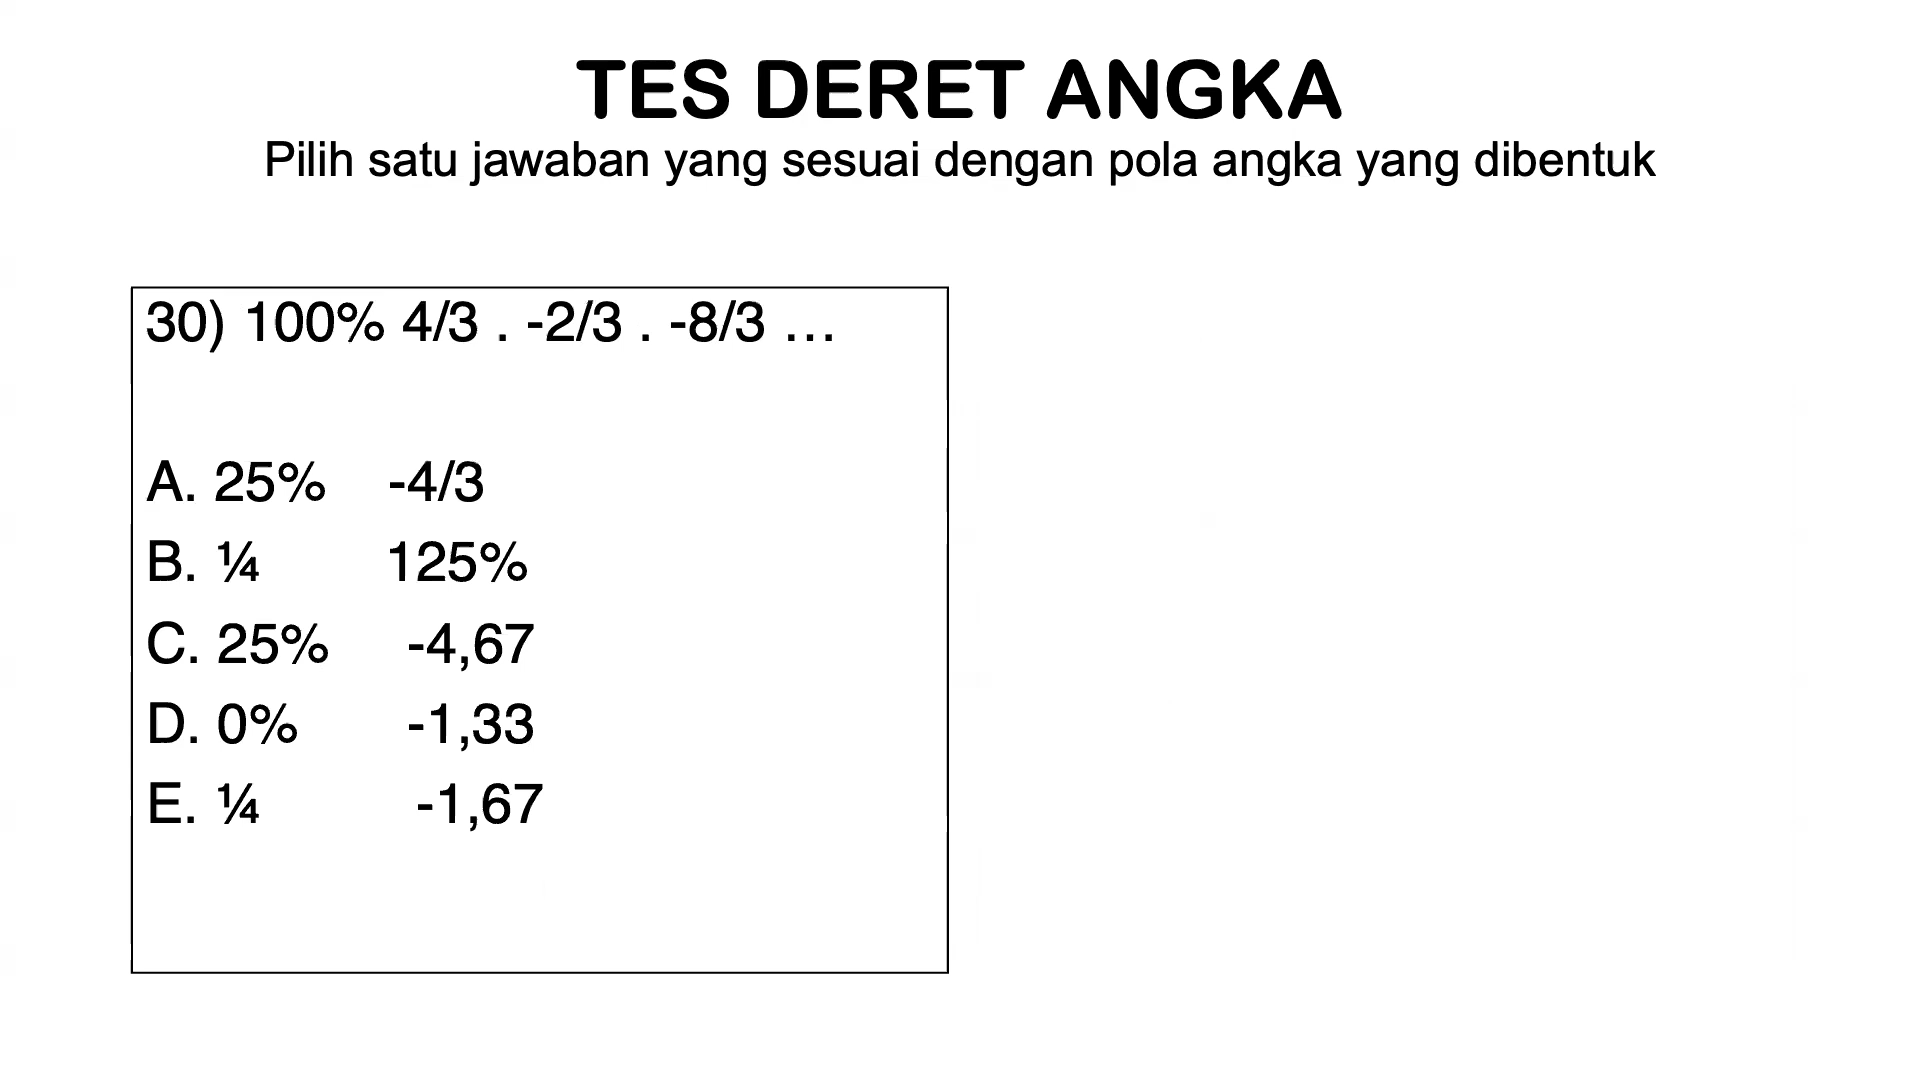 TES DERET ANGKA
Pilih satu jawaban yang sesuai dengan pola angka yang dibentuk
30) 100% 4/3 . -2/3 . -8/3 …
A. 25% -4/3
B. ¼ 125%
C. 25% -4,67
D. 0% -1,33
E. ¼ -1,67